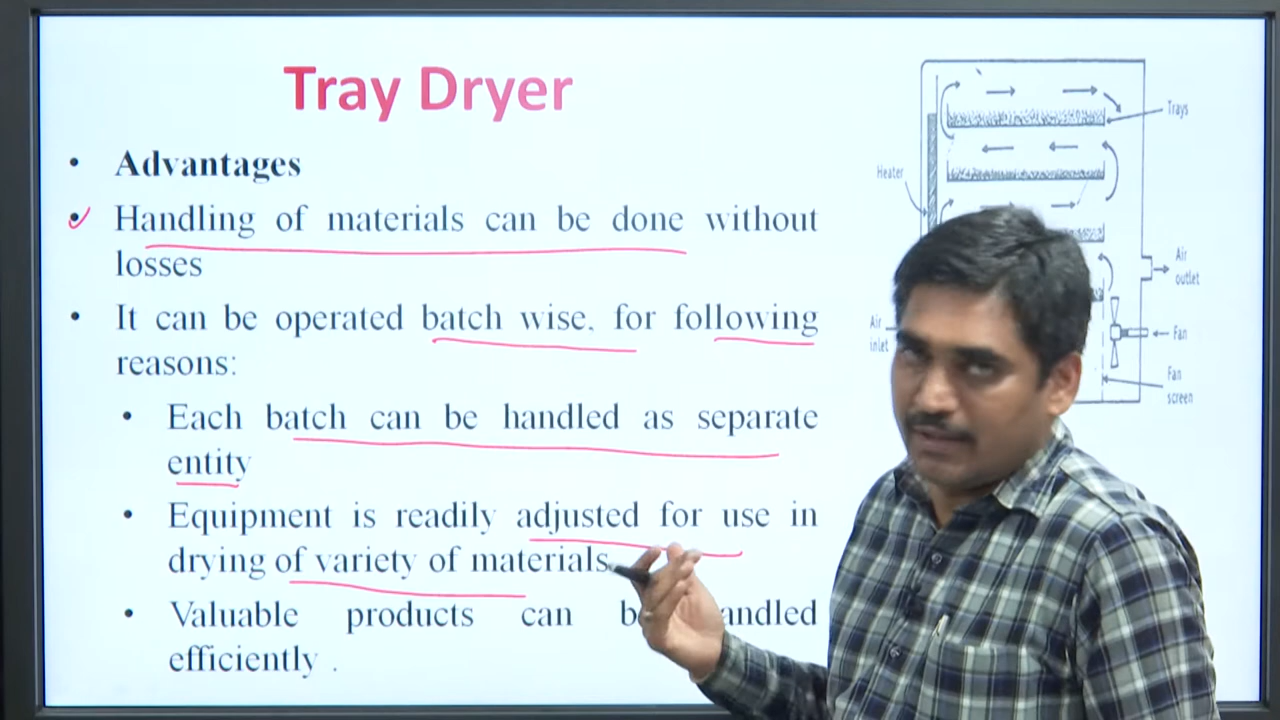 Tray Dryer
• Advantages
• Handling of materials can be done without
losses
• It can be operated batch wise, for following
reasons:
• Each batch can be handled as separate
entity
• Equipment is readily adjusted for use in
drying of variety of materials
• Valuable products can
efficiently .
Trays
Heater
Air
outlet
Air
inlet
Fan
Fan
screen